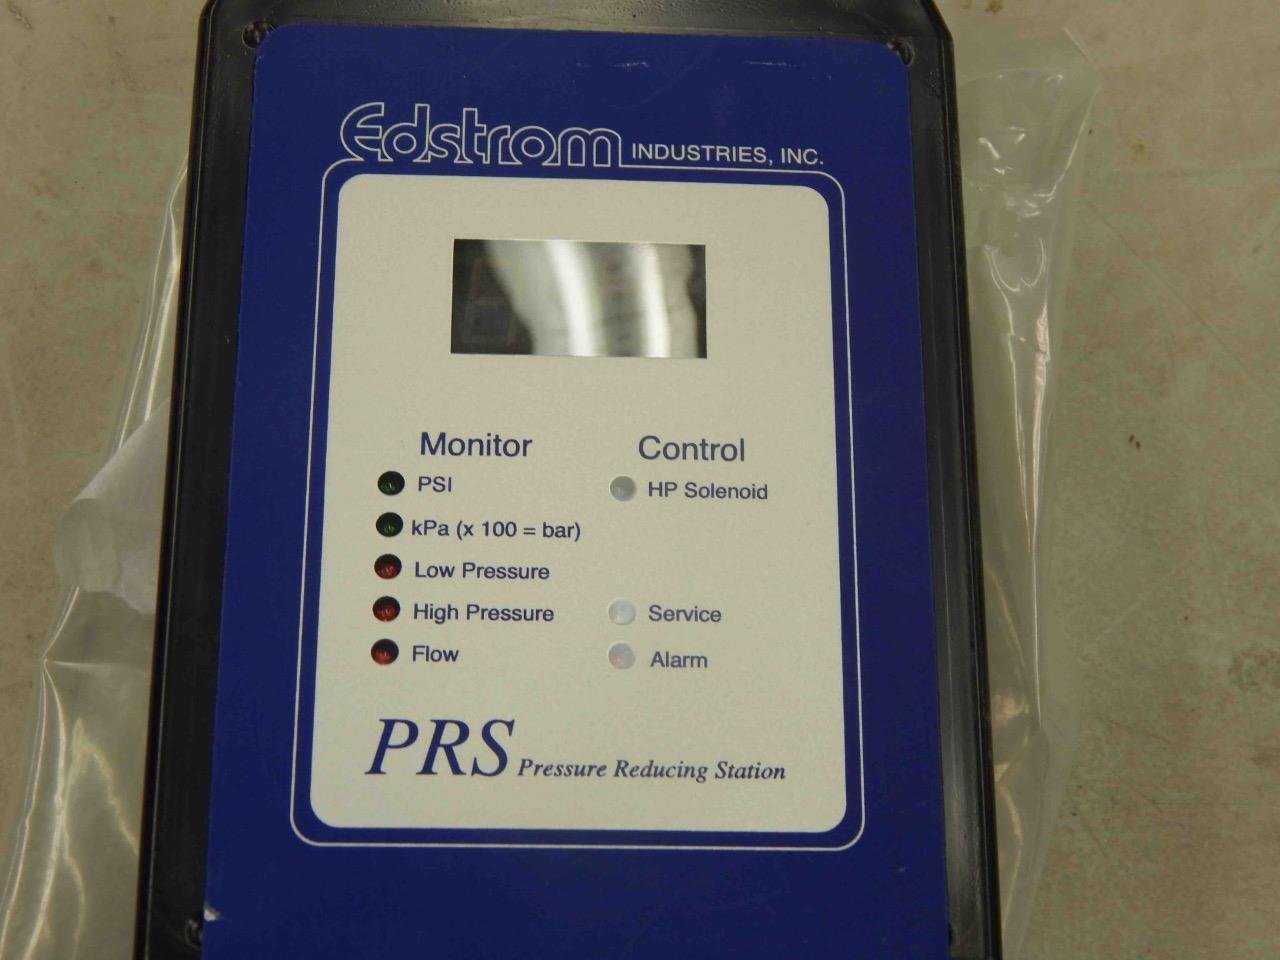 Edstrom INDUSTRIES, INC.
Monitor
PSI
kPa (x 100 = bar)
Low Pressure
High Pressure
Flow
Control
HP Solenoid
Service
Alarm
PRS Pressure Reducing Station